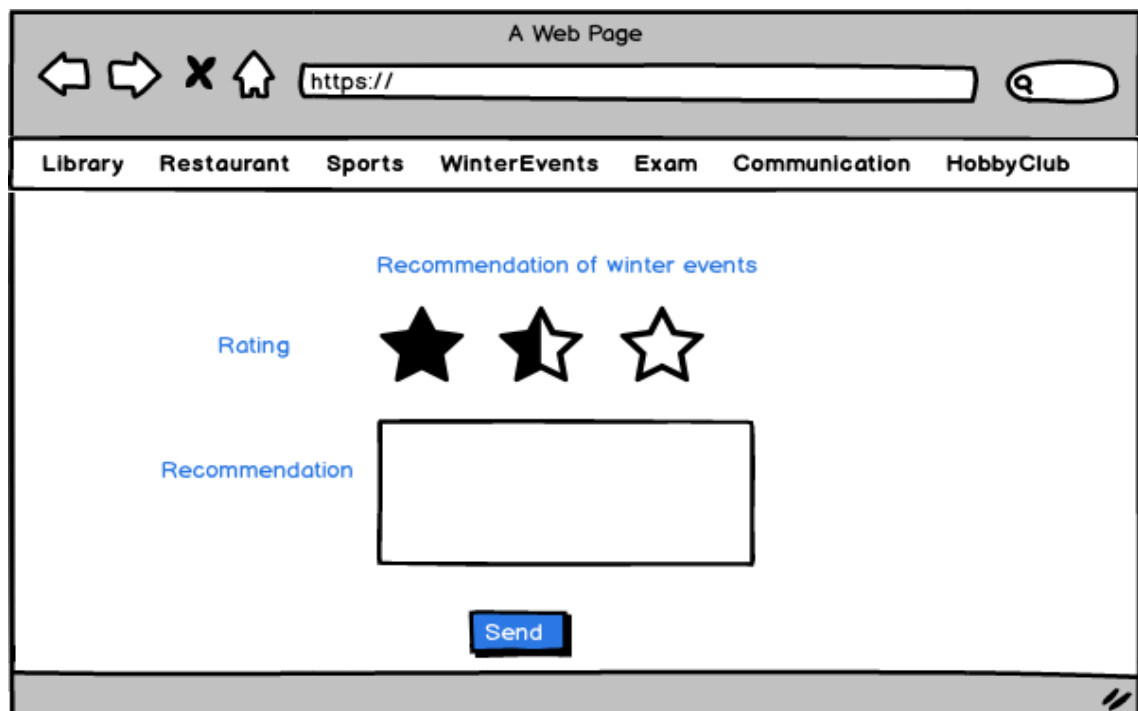 A Web Page
https://
Library Restaurant Sports WinterEvents Exam Communication HobbyClub
Recommendation of winter events
Rating
Recommendation
Send